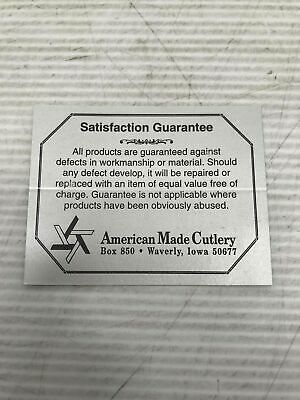 Satisfaction Guarantee
All products are guaranteed against
defects in workmanship or material. Should
any defect develop, it will be repaired or
replaced with an item of equal value free of
charge. Guarantee is not applicable where
products have been obviously abused.
American Made Cutlery
Box 850 • Waverly, Iowa 50677